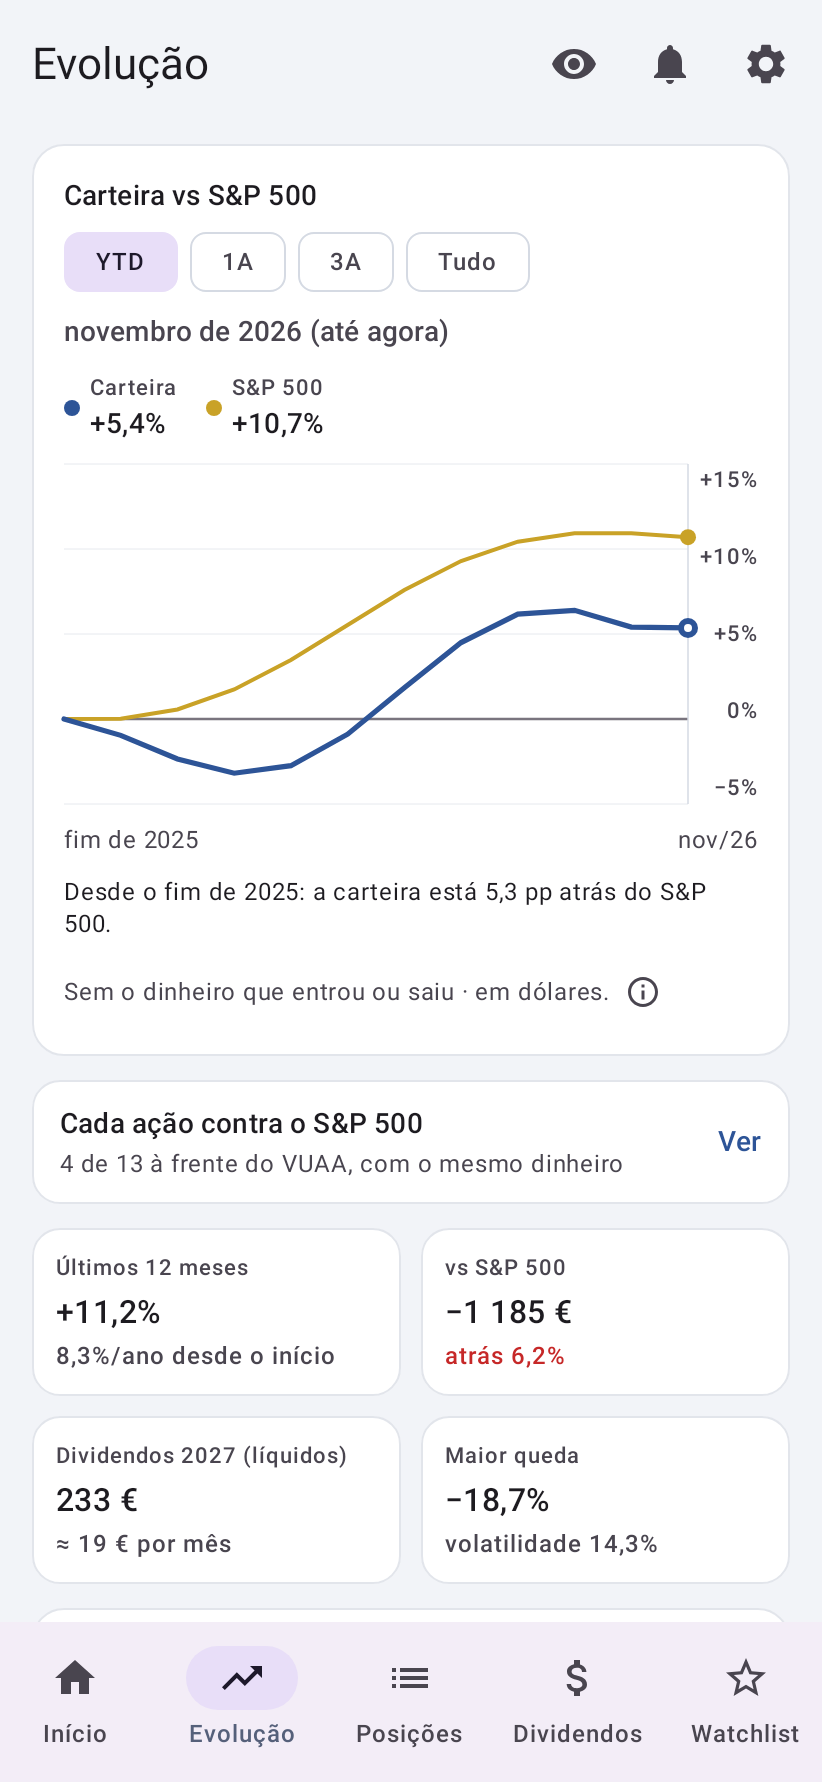 Evolução
Carteira vs S&P 500
YTD
1A
3A
Tudo
novembro de 2026 (até agora)
Carteira
+5,4%
S&P 500
+10,7%
+15%
+10%
+5%
0%
−5%
fim de 2025
nov/26
Desde o fim de 2025: a carteira está 5,3 pp atrás do S&P
500.
Sem o dinheiro que entrou ou saiu · em dólares.
Cada ação contra o S&P 500
4 de 13 à frente do VUAA, com o mesmo dinheiro
Ver
Últimos 12 meses
+11,2%
8,3%/ano desde o início
vs S&P 500
−1 185 €
atrás 6,2%
Dividendos 2027 (líquidos)
233 €
≈ 19 € por mês
Maior queda
−18,7%
volatilidade 14,3%
Início
Evolução
Posições
Dividendos
Watchlist